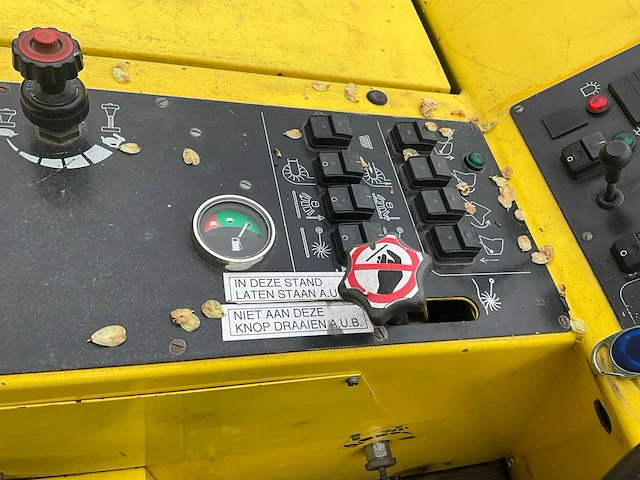 IN DEZE STAND
LATEN STAAN A.U.
NIET AAN DEZE
KNOP DRAAIEN A.U.B.